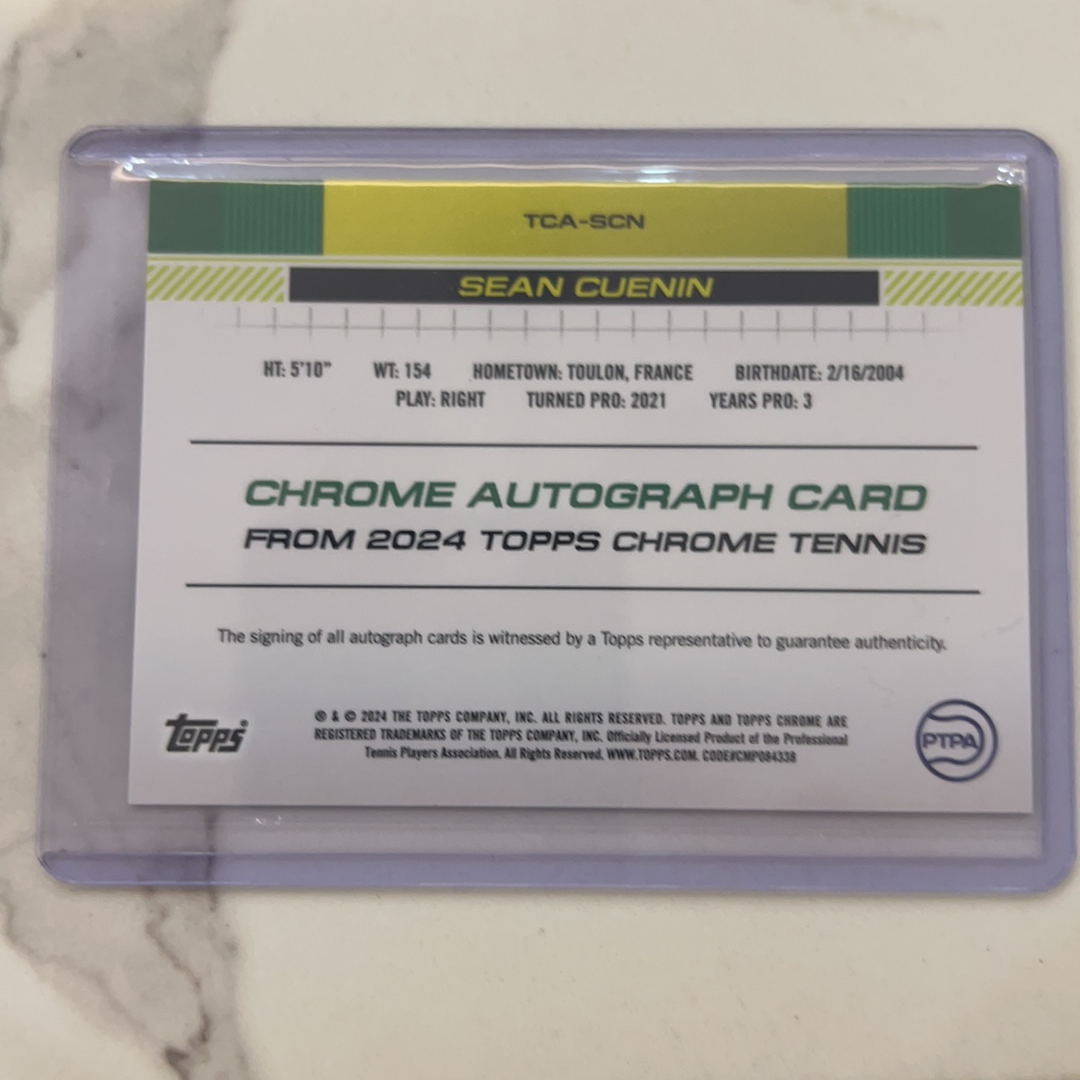 TCA-SCN
SEAN CUENIN
HT: 5'10" WT: 154 HOMETOWN: TOULON, FRANCE BIRTHDATE: 2/16/2004
PLAY: RIGHT TURNED PRO: 2021 YEARS PRO: 3
CHROME AUTOGRAPH CARD
FROM 2024 TOPPS CHROME TENNIS
The signing of all autograph cards is witnessed by a Topps representative to guarantee authenticity.
topps
® & © 2024 THE TOPPS COMPANY, INC. ALL RIGHTS RESERVED. TOPPS AND TOPPS CHROME ARE
REGISTERED TRADEMARKS OF THE TOPPS COMPANY, INC. Officially Licensed Product of the Professional
Tennis Players Association. All Rights Reserved. WWW.TOPPS.COM. CODE#CMP084338
PTPA